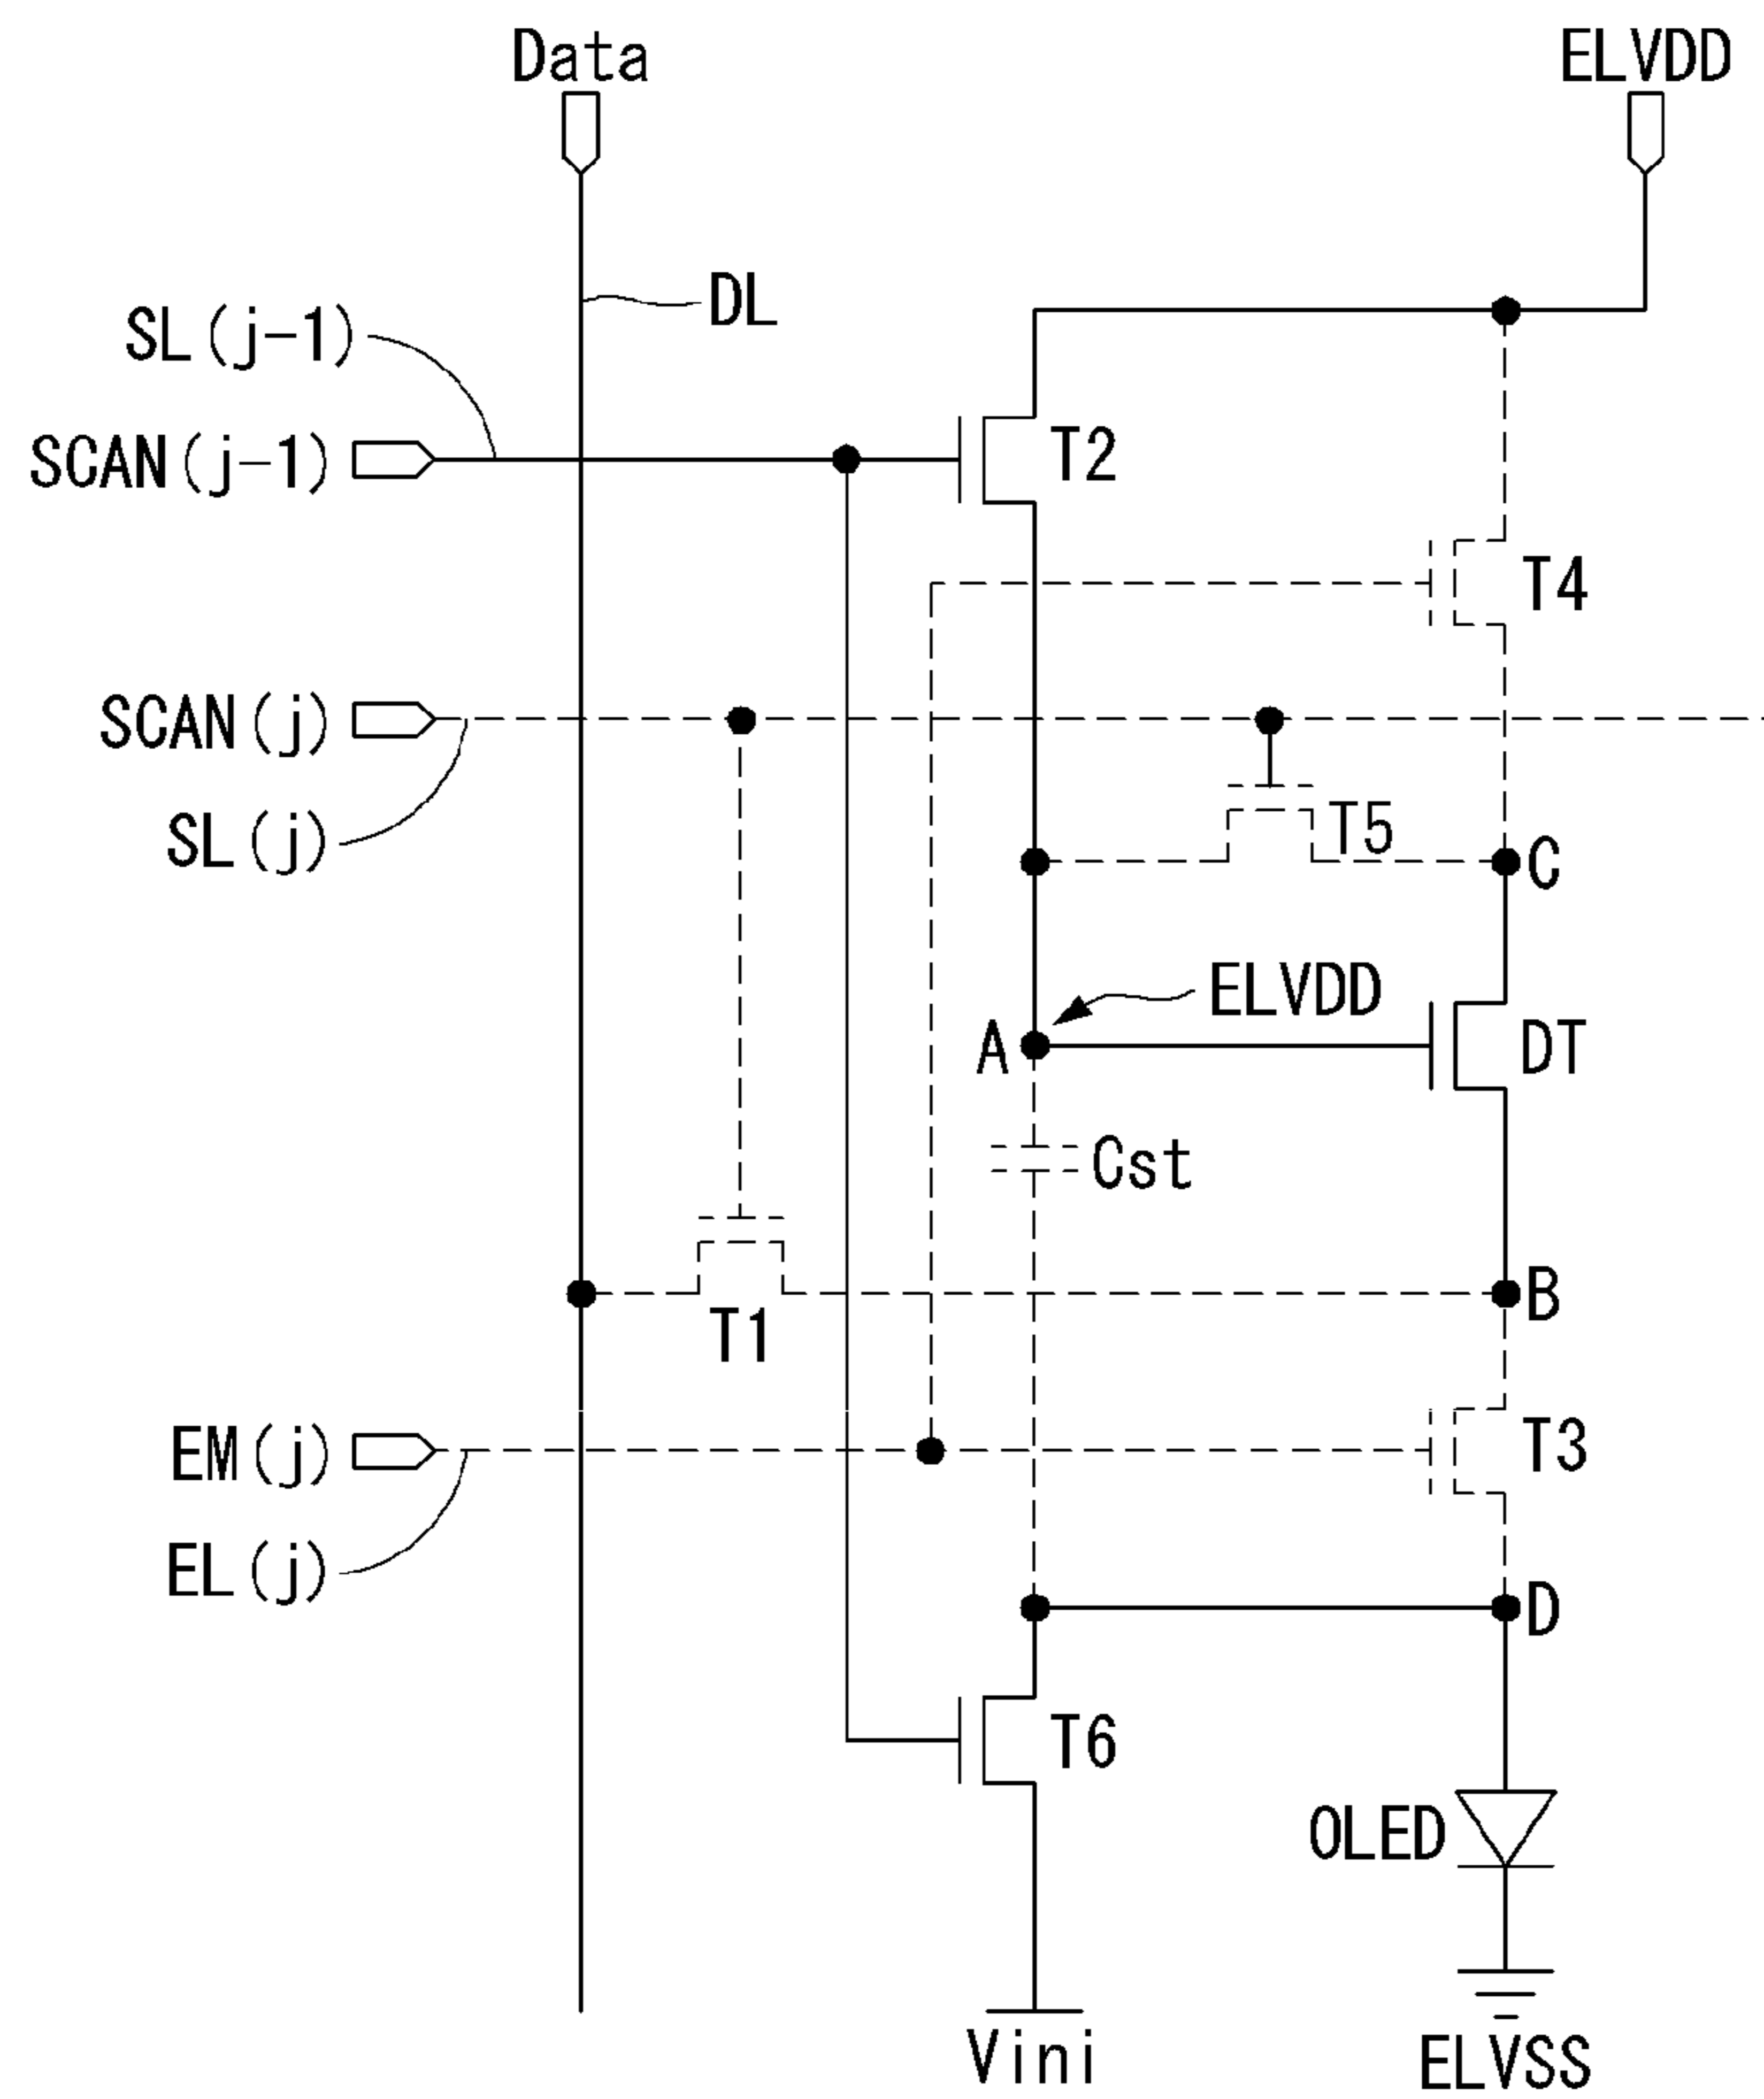 Data
ELVDD
DL
SL(j-1)
SCAN(j-1)
T2
T4
SCAN(j)
T5
SL(j)
C
ELVDD
A
DT
Cst
B
T1
EM(j)
T3
EL(j)
D
T6
OLED
Vini
ELVSS